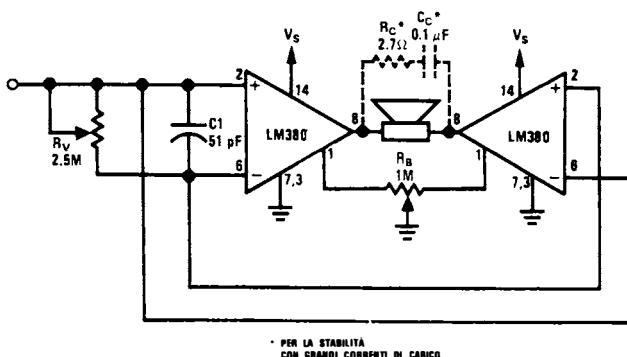 RC*
2.7Ω
CC*
0.1 µF
VS
VS
2
+
14
C1
51 pF
LM380
8
8
14
+
2
LM380
RV
2.5M
6
−
1
RB
1M
1
−
6
7,3
7,3
* PER LA STABILITÀ
CON GRANDI CORRENTI DI CARICO